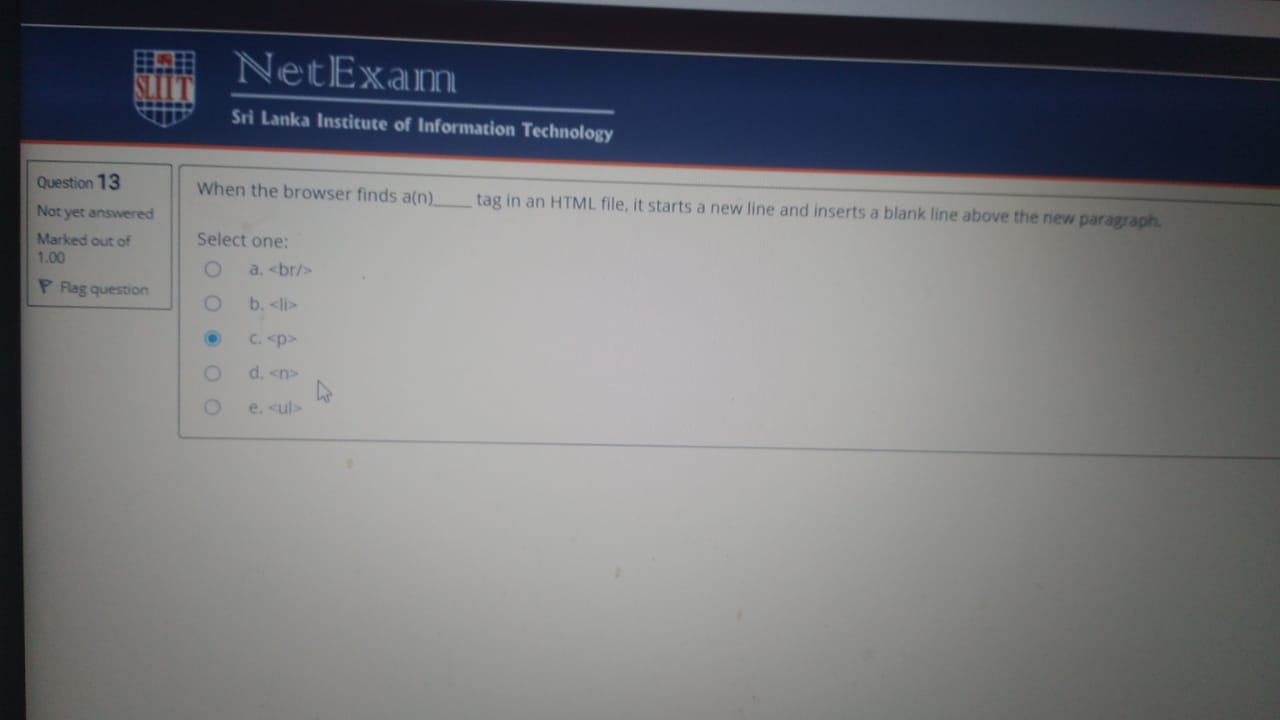 SLIIT
NetExam
Sri Lanka Institute of Information Technology
Question 13
Not yet answered
Marked out of
1.00
Flag question
When the browser finds a(n)_____ tag in an HTML file, it starts a new line and inserts a blank line above the new paragraph.
Select one:
a. <br/>
b. <li>
c. <p>
d. <n>
e. <ul>